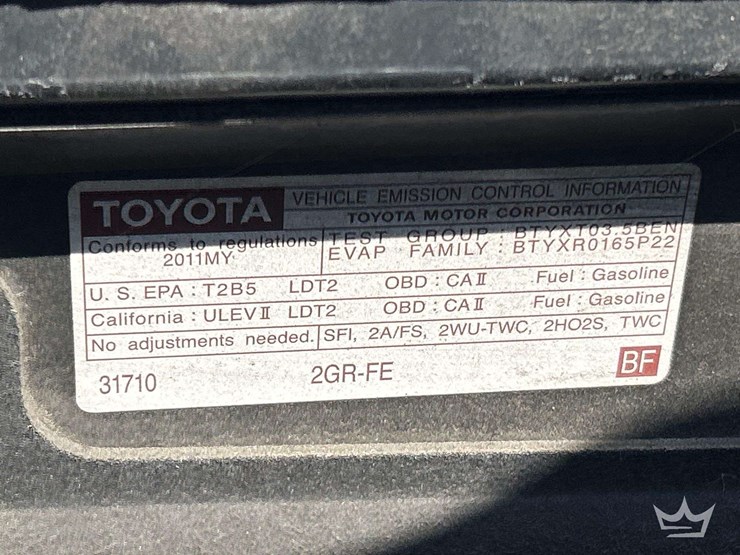 TOYOTA
VEHICLE EMISSION CONTROL INFORMATION
TOYOTA MOTOR CORPORATION
Conforms to regulations
2011MY
TEST GROUP : BTYXT03.5BEN
EVAP FAMILY : BTYXR0165P22
U. S. EPA : T2B5 LDT2 OBD : CAⅡ Fuel : Gasoline
California : ULEVⅡ LDT2 OBD : CAⅡ Fuel : Gasoline
No adjustments needed. SFI, 2A/FS, 2WU-TWC, 2HO2S, TWC
31710 2GR-FE BF